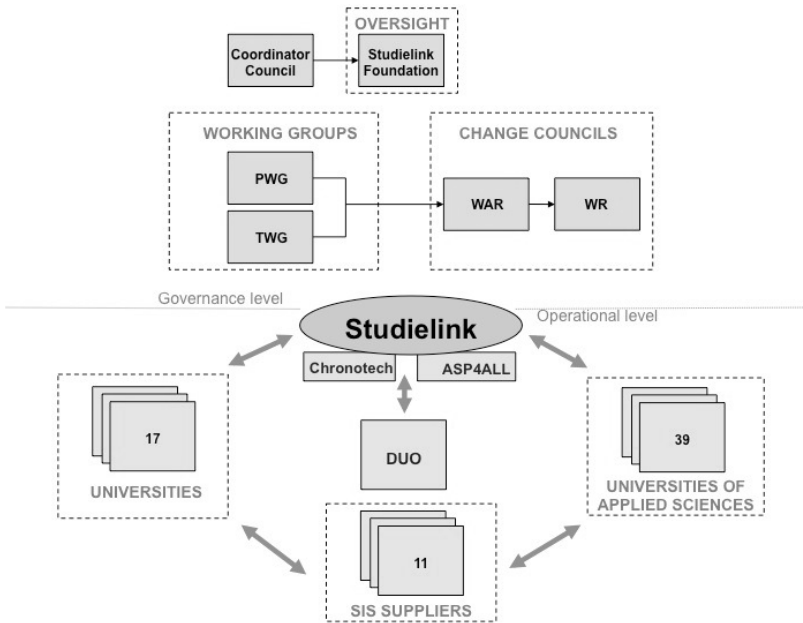 OVERSIGHT
Coordinator
Council
Studielink
Foundation
WORKING GROUPS
CHANGE COUNCILS
PWG
TWG
WAR
WR
Governance level
Operational level
Studielink
Chronotech
ASP4ALL
17
UNIVERSITIES
DUO
39
UNIVERSITIES OF
APPLIED SCIENCES
11
SIS SUPPLIERS